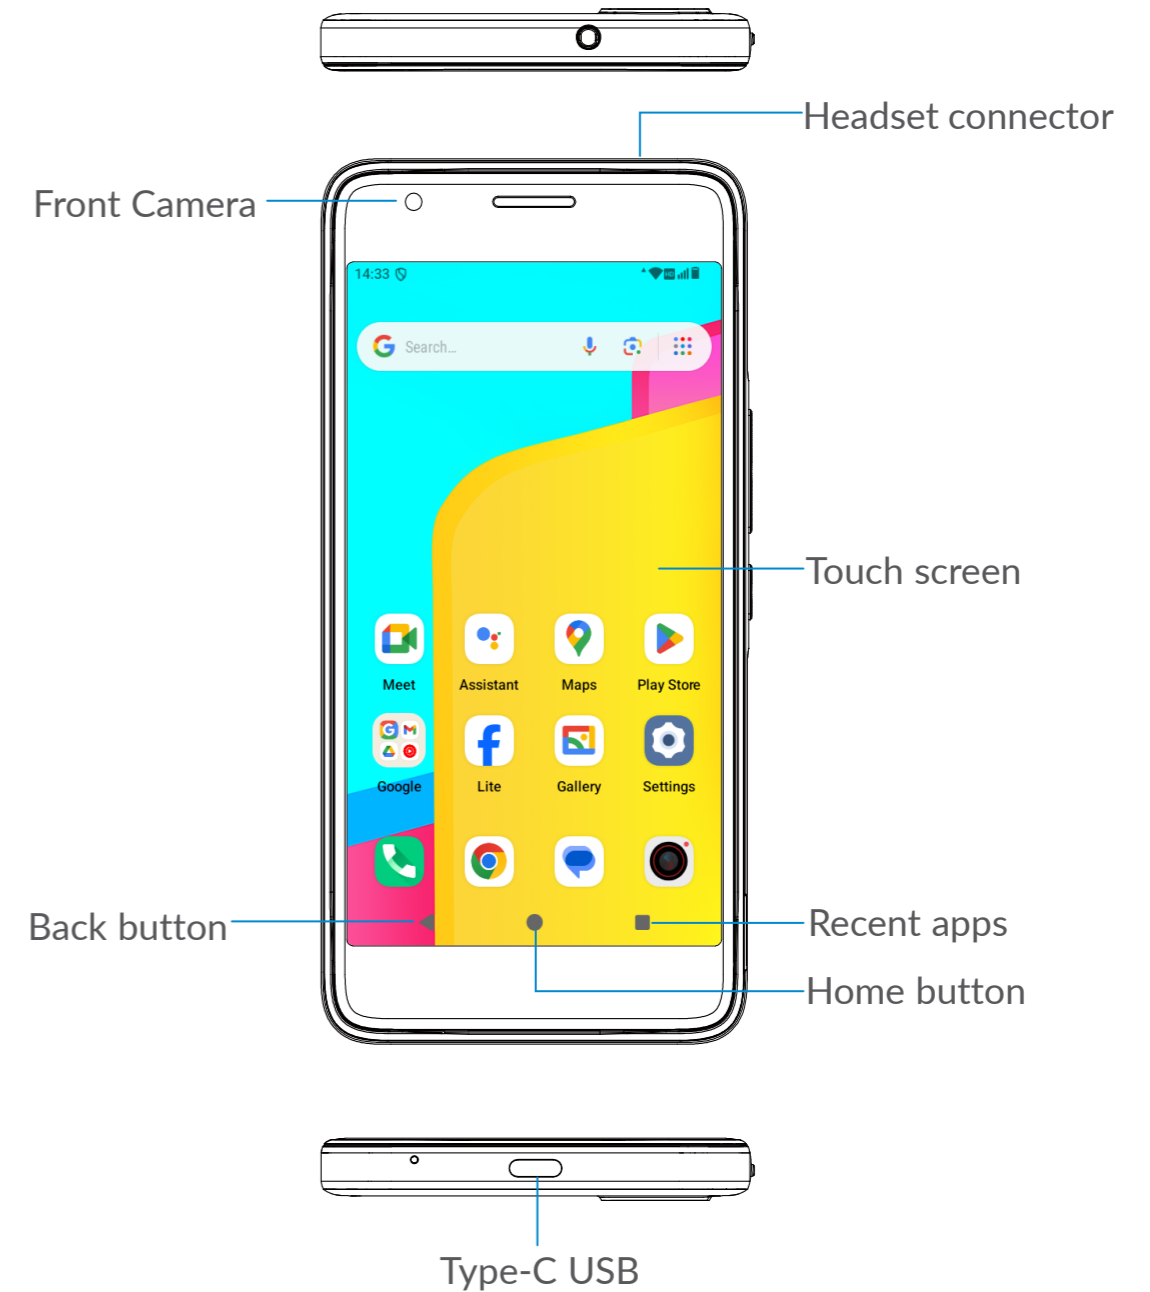 Headset connector
Front Camera
14:33
Search...
Touch screen
Meet
Assistant
Maps
Play Store
Google
Lite
Gallery
Settings
Back button
Recent apps
Home button
Type-C USB